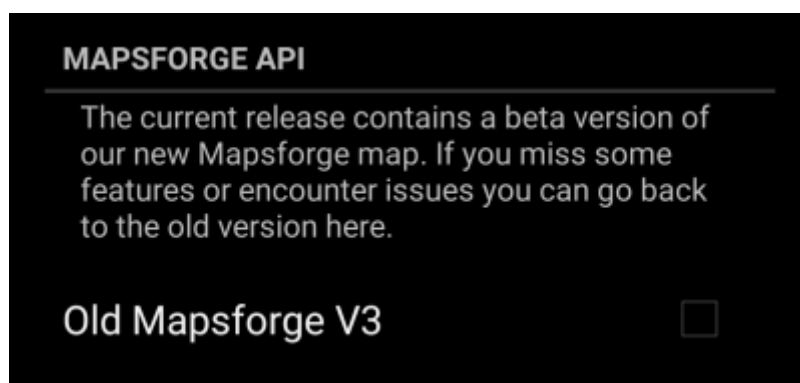 MAPSFORGE API
The current release contains a beta version of
our new Mapsforge map. If you miss some
features or encounter issues you can go back
to the old version here.
Old Mapsforge V3